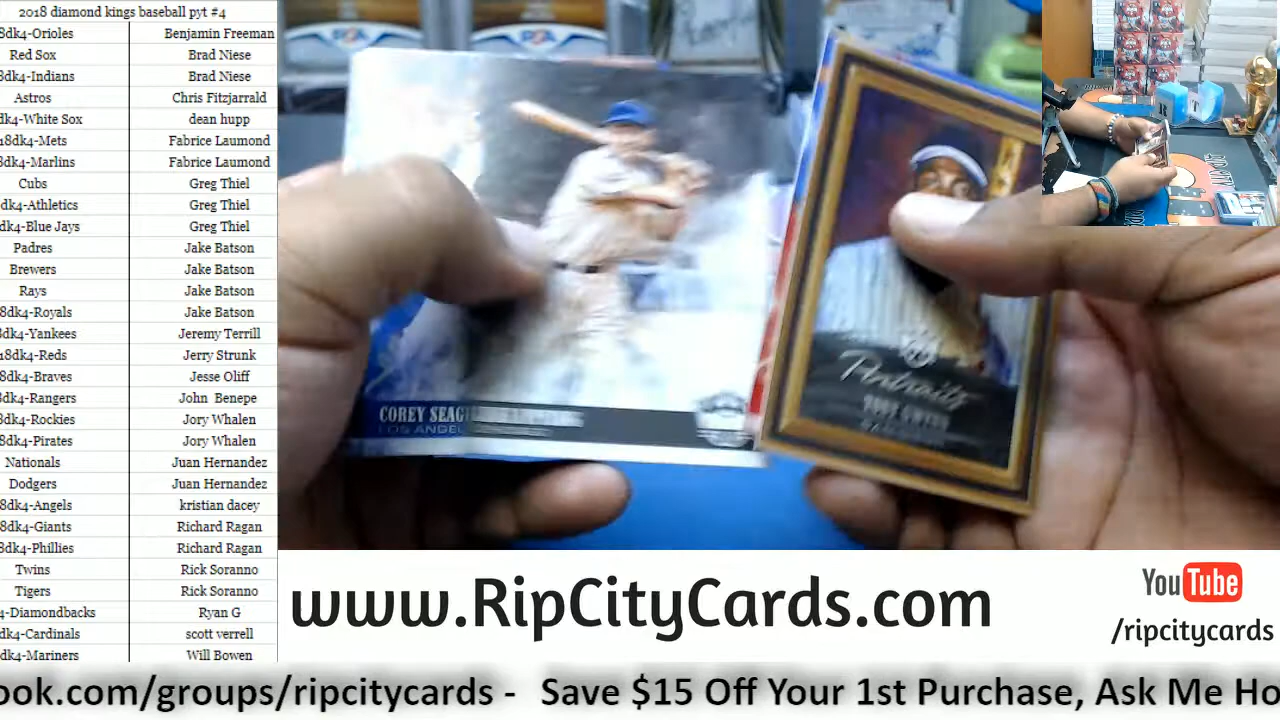 2018 diamond kings baseball pyt #4
8dk4-Orioles Benjamin Freeman
Red Sox Brad Niese
8dk4-Indians Brad Niese
Astros Chris Fitzjarrald
dk4-White Sox dean hupp
18dk4-Mets Fabrice Laumond
8dk4-Marlins Fabrice Laumond
Cubs Greg Thiel
dk4-Athletics Greg Thiel
dk4-Blue Jays Greg Thiel
Padres Jake Batson
Brewers Jake Batson
Rays Jake Batson
8dk4-Royals Jake Batson
8dk4-Yankees Jeremy Terrill
18dk4-Reds Jerry Strunk
8dk4-Braves Jesse Oliff
8dk4-Rangers John Benepe
8dk4-Rockies Jory Whalen
8dk4-Pirates Jory Whalen
Nationals Juan Hernandez
Dodgers Juan Hernandez
8dk4-Angels kristian dacey
8dk4-Giants Richard Ragan
8dk4-Phillies Richard Ragan
Twins Rick Soranno
Tigers Rick Soranno
4-Diamondbacks Ryan G
dk4-Cardinals scott verrell
dk4-Mariners Will Bowen
PSA
COREY SEAG
LOS ANGEL
Portraits
TONY GWYNN
www.RipCityCards.com
YouTube
/ripcitycards
ook.com/groups/ripcitycards - Save $15 Off Your 1st Purchase, Ask Me Ho